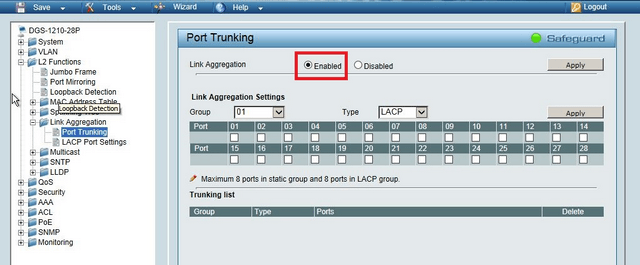 Save Tools Wizard Help Logout
DGS-1210-28P
System
VLAN
L2 Functions
Jumbo Frame
Port Mirroring
Loopback Detection
MAC Address Table
Loopback Detection
Link Aggregation
Port Trunking
LACP Port Settings
Multicast
SNTP
LLDP
QoS
Security
AAA
ACL
PoE
SNMP
Monitoring
Port Trunking Safeguard
Link Aggregation Enabled Disabled Apply
Link Aggregation Settings
Group 01 Type LACP Apply
Port 01 02 03 04 05 06 07 08 09 10 11 12 13 14
Port 15 16 17 18 19 20 21 22 23 24 25 26 27 28
Maximum 8 ports in static group and 8 ports in LACP group.
Trunking list
Group Type Ports Delete